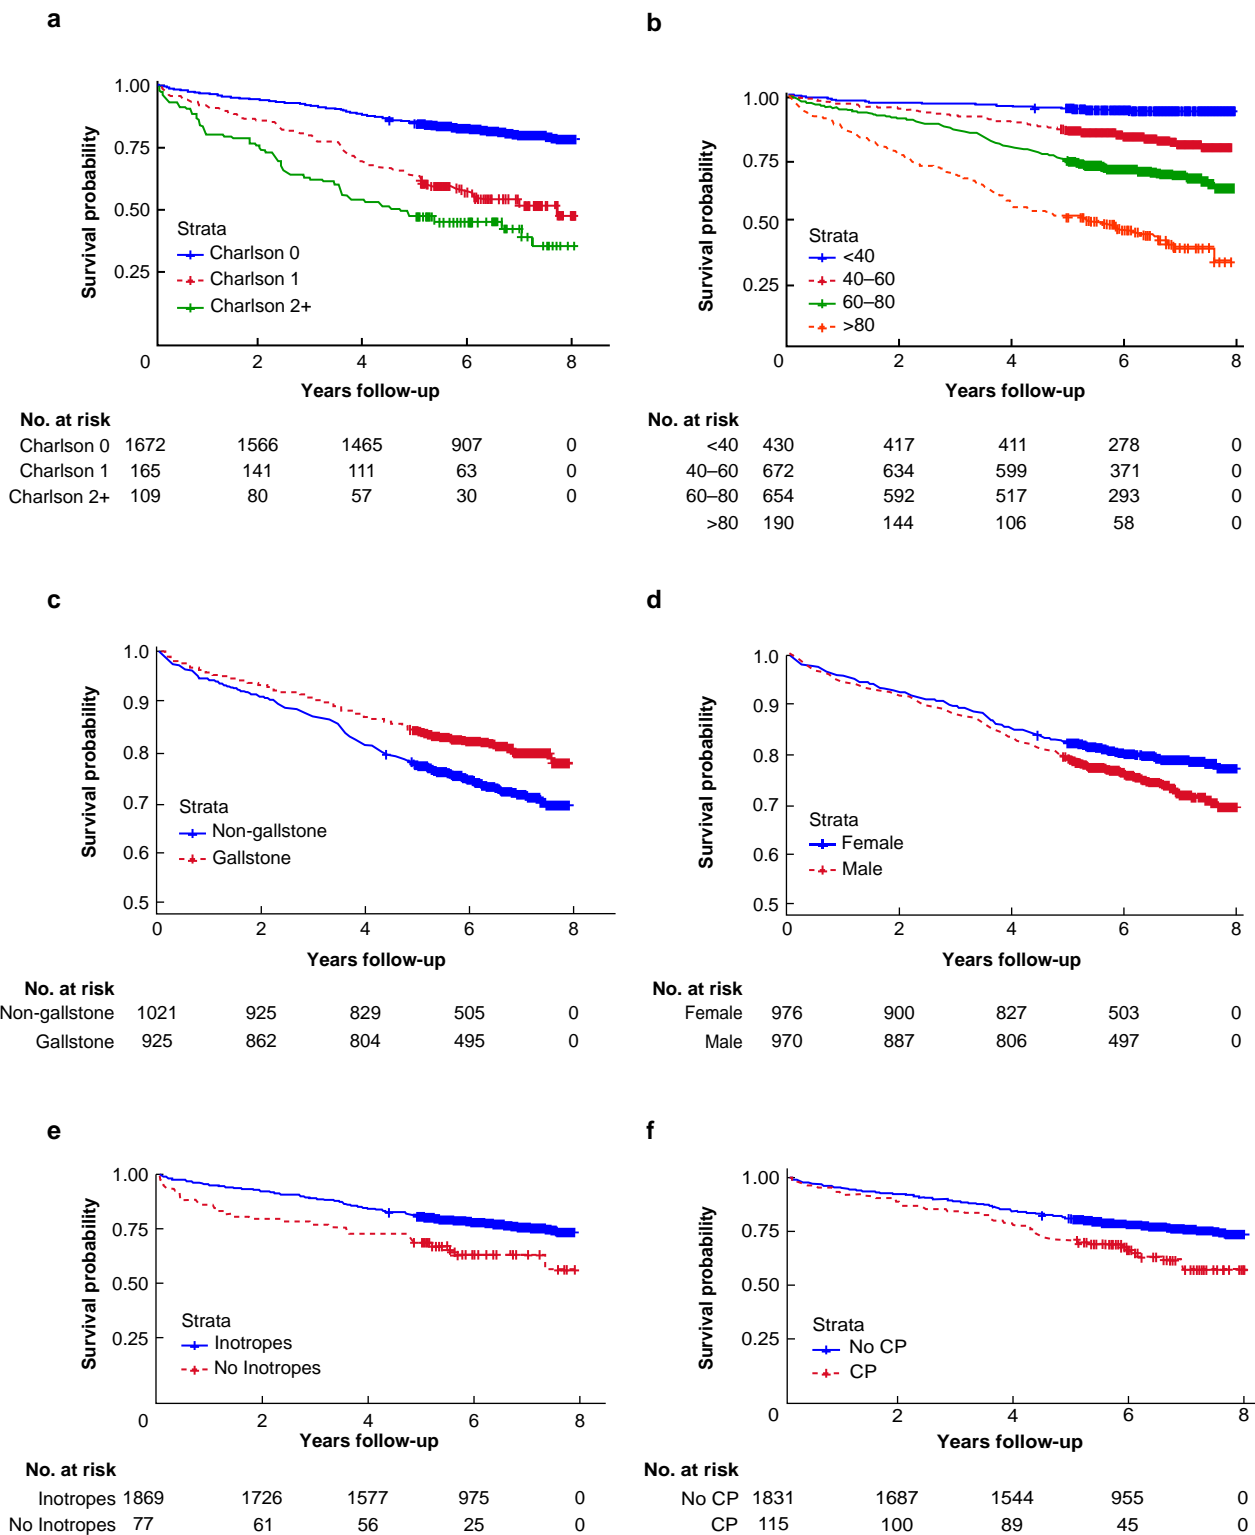 a
1.00
0.75
0.50
0.25
Survival probability
Strata
Charlson 0
Charlson 1
Charlson 2+
0 2 4 6 8
Years follow-up
No. at risk
Charlson 0 1672 1566 1465 907 0
Charlson 1 165 141 111 63 0
Charlson 2+ 109 80 57 30 0
b
1.00
0.75
0.50
0.25
Survival probability
Strata
<40
40–60
60–80
>80
0 2 4 6 8
Years follow-up
No. at risk
<40 430 417 411 278 0
40–60 672 634 599 371 0
60–80 654 592 517 293 0
>80 190 144 106 58 0
c
1.0
0.9
0.8
0.7
0.6
0.5
Survival probability
Strata
Non-gallstone
Gallstone
0 2 4 6 8
Years follow-up
No. at risk
Non-gallstone 1021 925 829 505 0
Gallstone 925 862 804 495 0
d
1.0
0.9
0.8
0.7
0.6
0.5
Survival probability
Strata
Female
Male
0 2 4 6 8
Years follow-up
No. at risk
Female 976 900 827 503 0
Male 970 887 806 497 0
e
1.00
0.75
0.50
0.25
Survival probability
Strata
Inotropes
No Inotropes
0 2 4 6 8
Years follow-up
No. at risk
Inotropes 1869 1726 1577 975 0
No Inotropes 77 61 56 25 0
f
1.00
0.75
0.50
0.25
Survival probability
Strata
No CP
CP
0 2 4 6 8
Years follow-up
No. at risk
No CP 1831 1687 1544 955 0
CP 115 100 89 45 0